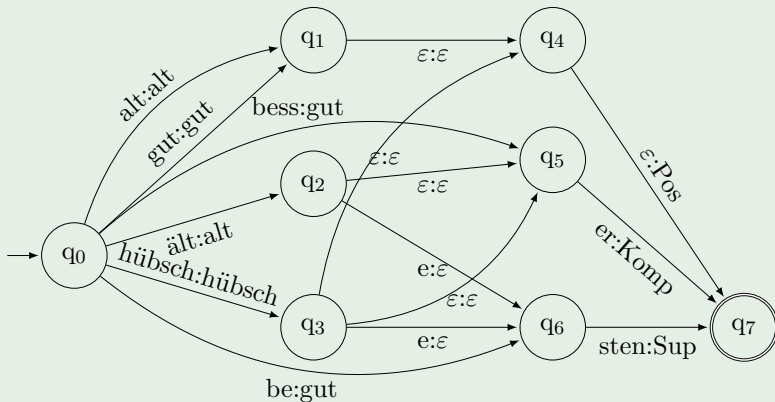 q1
q4
ε:ε
alt:alt
gut:gut
bess:gut
ε:ε
q5
ε:Pos
q2
ε:ε
q0
ält:alt
er:Komp
hübsch:hübsch
e:ε
ε:ε
q3
e:ε
q6
sten:Sup
q7
be:gut